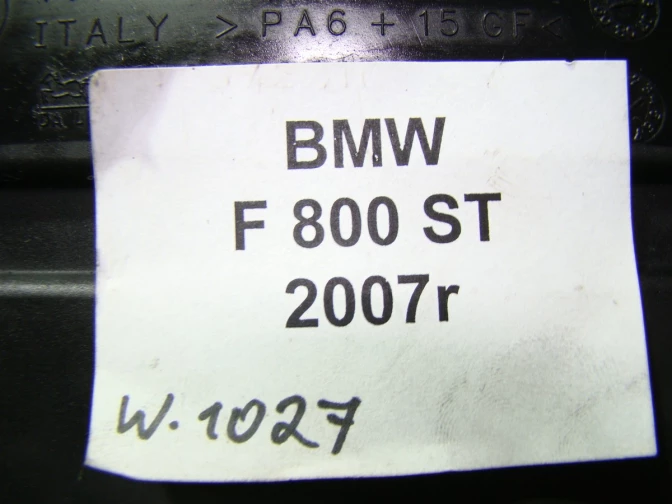 ITALY > PA6 + 15 GF <
BMW
F 800 ST
2007r
W.1027